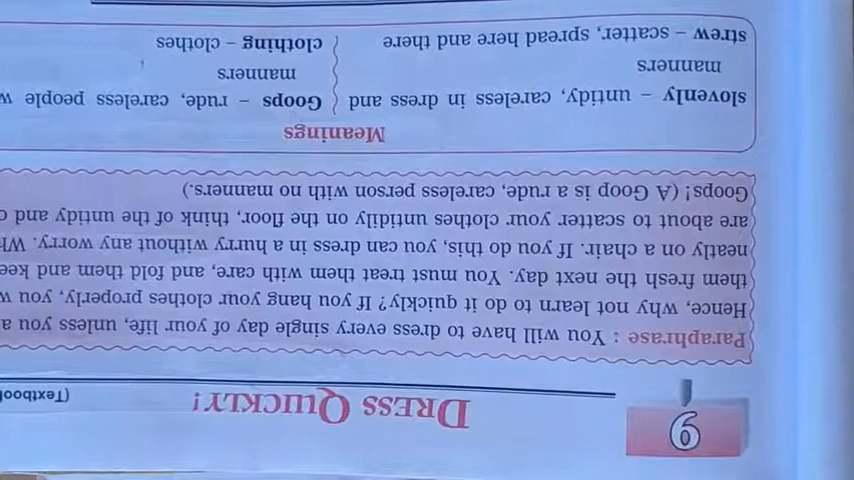 9
DRESS QUICKLY!
(Textbook
Paraphrase : You will have to dress every single day of your life, unless you a
Hence, why not learn to do it quickly? If you hang your clothes properly, you w
them fresh the next day. You must treat them with care, and fold them and kee
neatly on a chair. If you do this, you can dress in a hurry without any worry. Wh
are about to scatter your clothes untidily on the floor, think of the untidy and c
Goops! (A Goop is a rude, careless person with no manners.)
Meanings
slovenly – untidy, careless in dress and manners
strew – scatter, spread here and there
Goops – rude, careless people w
manners
clothing – clothes